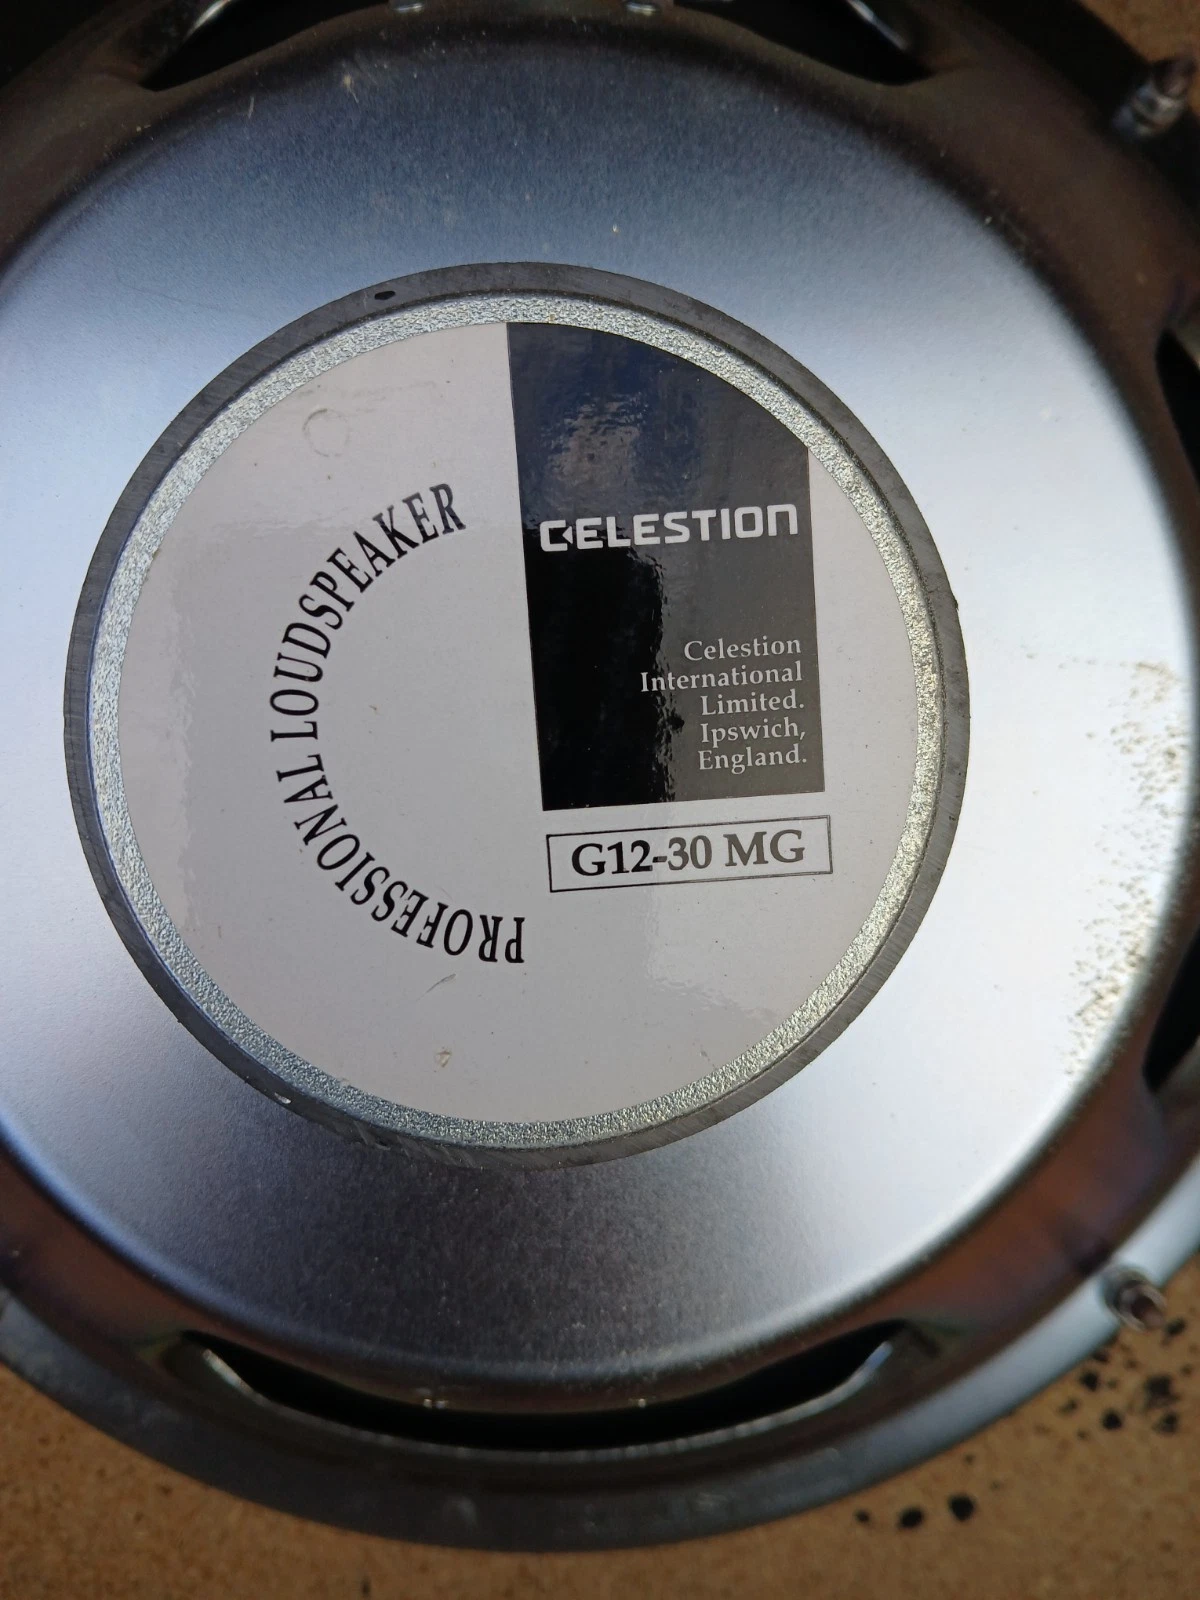 PROFESSIONAL LOUDSPEAKER
CELESTION
Celestion
International
Limited.
Ipswich,
England.
G12-30 MG